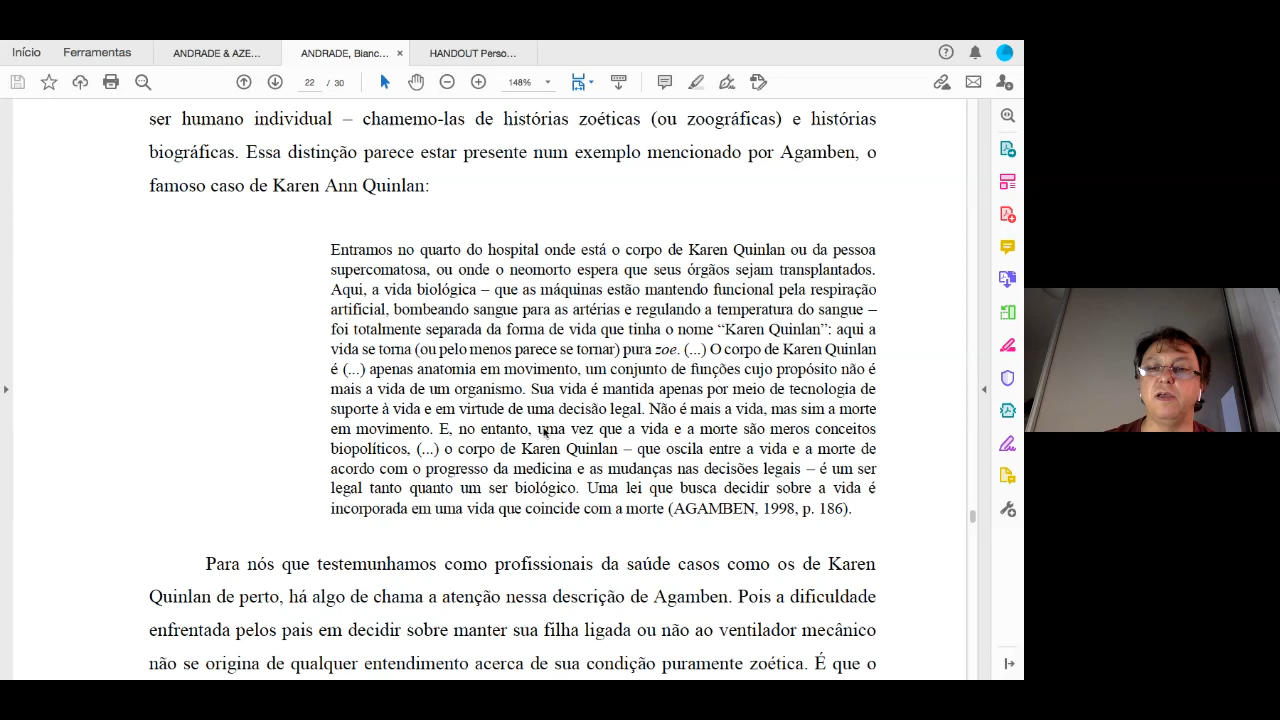 Início Ferramentas ANDRADE & AZE... ANDRADE, Bianc... × HANDOUT Perso...
22 / 30 148%
ser humano individual – chamemo-las de histórias zoéticas (ou zoográficas) e histórias
biográficas. Essa distinção parece estar presente num exemplo mencionado por Agamben, o
famoso caso de Karen Ann Quinlan:
Entramos no quarto do hospital onde está o corpo de Karen Quinlan ou da pessoa
supercomatosa, ou onde o neomorto espera que seus órgãos sejam transplantados.
Aqui, a vida biológica – que as máquinas estão mantendo funcional pela respiração
artificial, bombeando sangue para as artérias e regulando a temperatura do sangue –
foi totalmente separada da forma de vida que tinha o nome “Karen Quinlan”: aqui a
vida se torna (ou pelo menos parece se tornar) pura zoe. (...) O corpo de Karen Quinlan
é (...) apenas anatomia em movimento, um conjunto de funções cujo propósito não é
mais a vida de um organismo. Sua vida é mantida apenas por meio de tecnologia de
suporte à vida e em virtude de uma decisão legal. Não é mais a vida, mas sim a morte
em movimento. E, no entanto, uma vez que a vida e a morte são meros conceitos
biopolíticos, (...) o corpo de Karen Quinlan – que oscila entre a vida e a morte de
acordo com o progresso da medicina e as mudanças nas decisões legais – é um ser
legal tanto quanto um ser biológico. Uma lei que busca decidir sobre a vida é
incorporada em uma vida que coincide com a morte (AGAMBEN, 1998, p. 186).
Para nós que testemunhamos como profissionais da saúde casos como os de Karen
Quinlan de perto, há algo de chama a atenção nessa descrição de Agamben. Pois a dificuldade
enfrentada pelos pais em decidir sobre manter sua filha ligada ou não ao ventilador mecânico
não se origina de qualquer entendimento acerca de sua condição puramente zoética. É que o